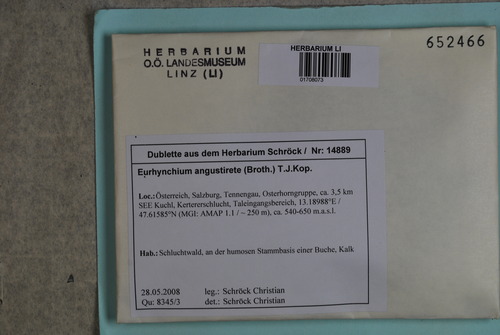 HERBARIUM
O.Ö. LANDESMUSEUM
LINZ (LI)
HERBARIUM LI
01708073
652466
Dublette aus dem Herbarium Schröck / Nr: 14889
Eurhynchium angustirete (Broth.) T.J.Kop.
Loc.:Österreich, Salzburg, Tennengau, Osterhorngruppe, ca. 3,5 km
SEE Kuchl, Kertererschlucht, Taleingangsbereich, 13.18988°E /
47.61585°N (MGI: AMAP 1.1 / ~ 250 m), ca. 540-650 m.a.s.l.
Hab.:Schluchtwald, an der humosen Stammbasis einer Buche, Kalk
28.05.2008 leg.: Schröck Christian
Qu: 8345/3 det.: Schröck Christian